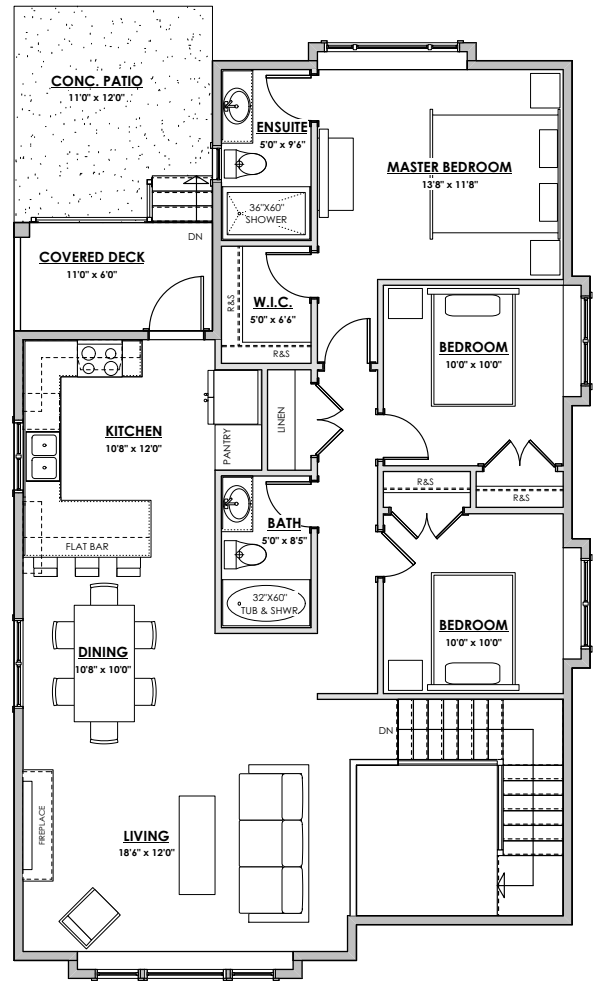 CONC. PATIO
11'0" x 12'0"
ENSUITE
5'0" x 9'6"
MASTER BEDROOM
13'8" x 11'8"
36"X60"
SHOWER
DN
COVERED DECK
11'0" x 6'0"
R&S
W.I.C.
5'0" x 6'6"
R&S
BEDROOM
10'0" x 10'0"
KITCHEN
10'8" x 12'0"
PANTRY
LINEN
R&S
R&S
BATH
5'0" x 8'5"
FLAT BAR
32"X60"
TUB & SHWR
BEDROOM
10'0" x 10'0"
DINING
10'8" x 10'0"
DN
FIREPLACE
LIVING
18'6" x 12'0"